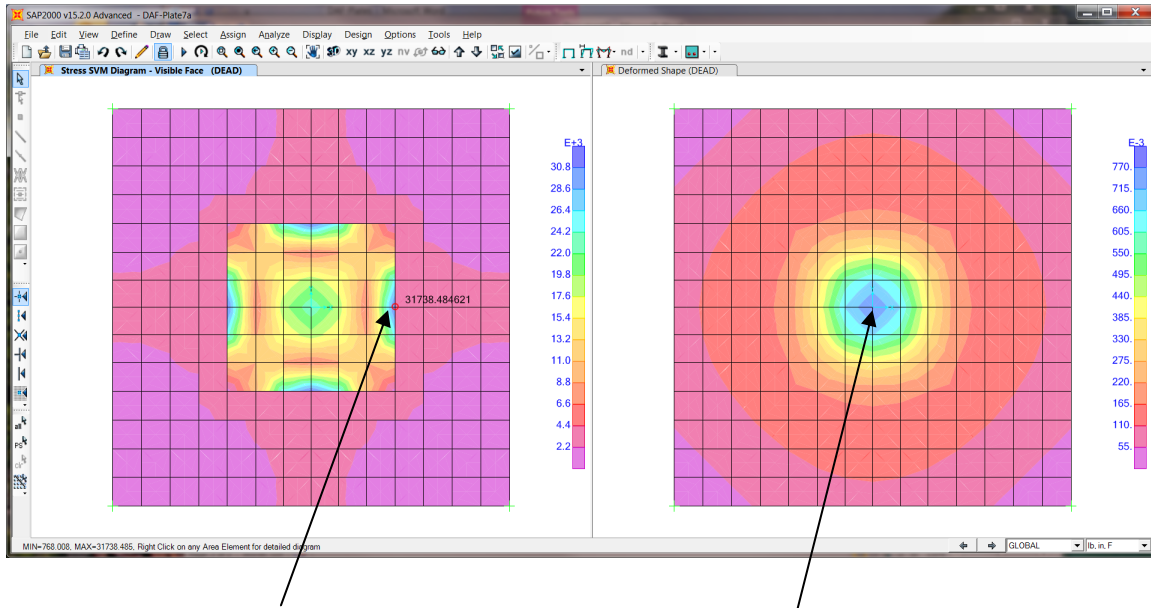 SAP2000 v15.2.0 Advanced - DAF-Plate7a
File Edit View Define Draw Select Assign Analyze Display Design Options Tools Help
xy xz yz nv nd
Stress SVM Diagram - Visible Face (DEAD)
Deformed Shape (DEAD)
E+3
30.8
28.6
26.4
24.2
22.0
19.8
17.6
15.4
13.2
11.0
8.8
6.6
4.4
2.2
31738.484621
E-3
770.
715.
660.
605.
550.
495.
440.
385.
330.
275.
220.
165.
110.
55.
all
PS
clr
MIN=768.008, MAX=31738.485, Right Click on any Area Element for detailed diagram
GLOBAL
lb, in, F